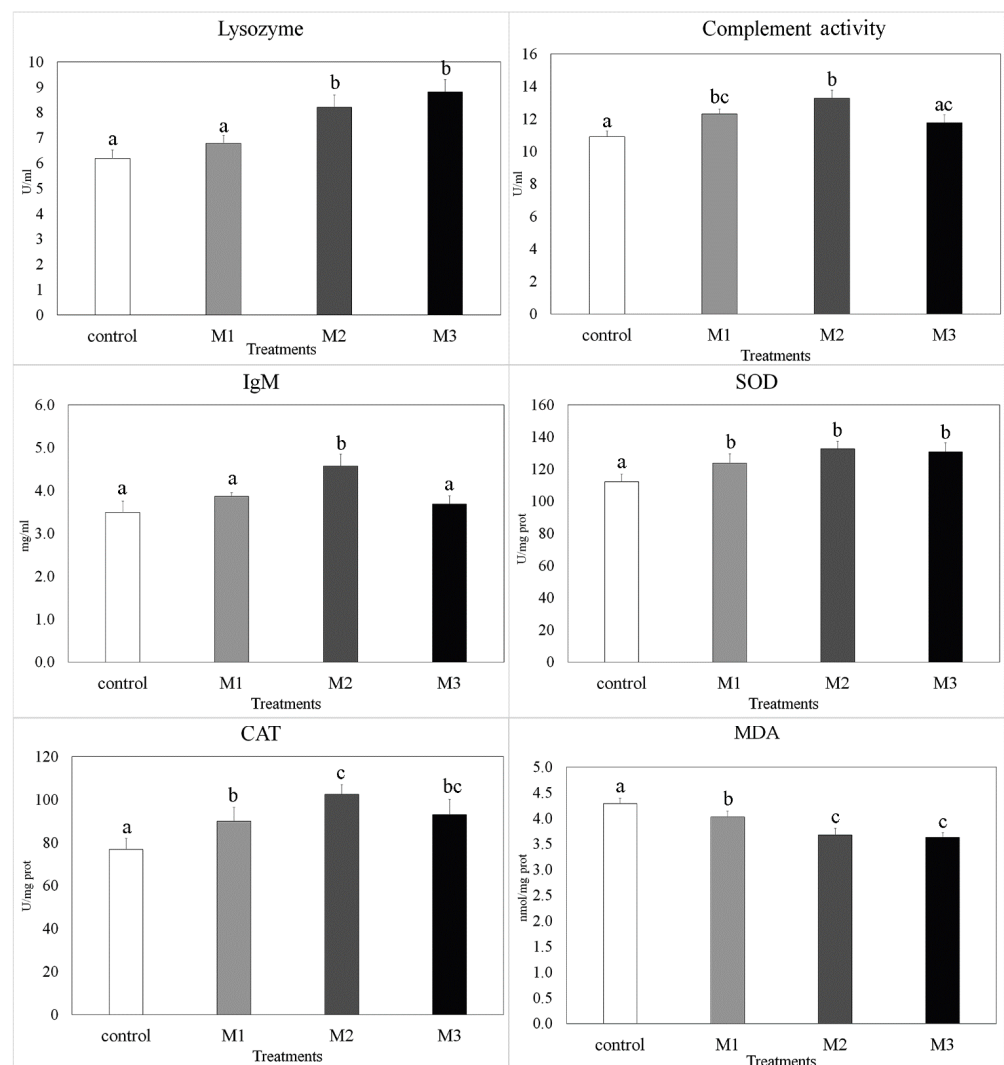 Lysozyme
10
9
8
7
6
5
4
3
2
1
0
U/ml
a
a
b
b
control
M1
M2
M3
Treatments
Complement activity
16
14
12
10
8
6
4
2
0
U/ml
a
bc
b
ac
control
M1
M2
M3
Treatments
IgM
6.0
5.0
4.0
3.0
2.0
1.0
0.0
mg/ml
a
a
b
a
control
M1
M2
M3
Treatments
SOD
160
140
120
100
80
60
40
20
0
U/mg prot
a
b
b
b
control
M1
M2
M3
Treatments
CAT
120
100
80
60
40
20
0
U/mg prot
a
b
c
bc
control
M1
M2
M3
Treatments
MDA
5.0
4.5
4.0
3.5
3.0
2.5
2.0
1.5
1.0
0.5
0.0
nmol/mg prot
a
b
c
c
control
M1
M2
M3
Treatments